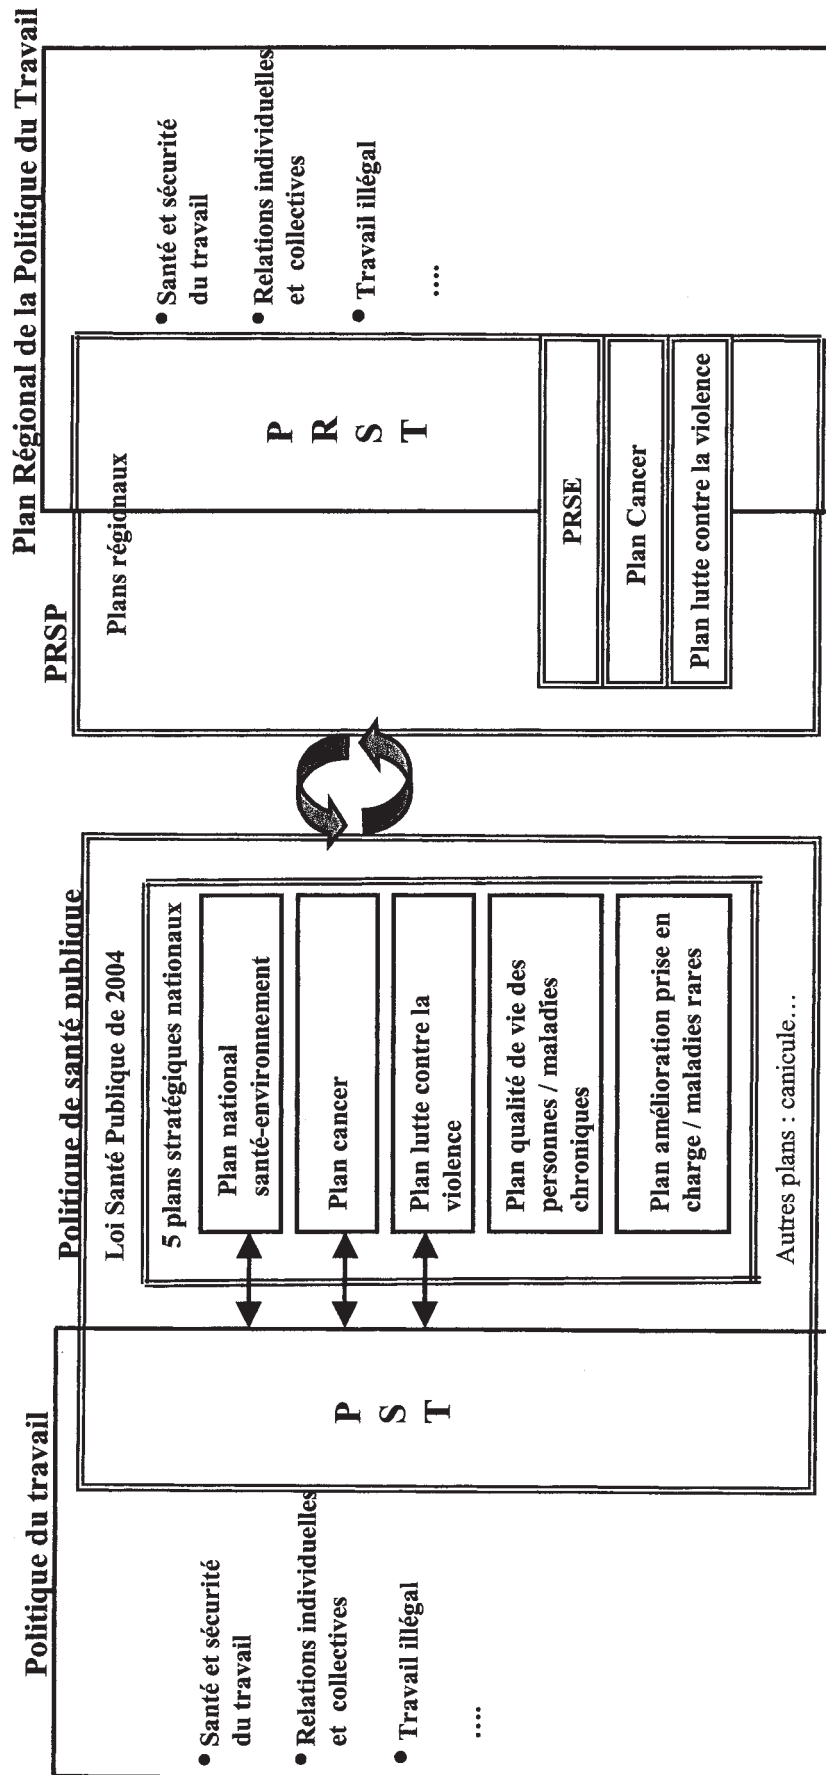 Politique du travail
• Santé et sécurité
du travail
• Relations individuelles
et collectives
• Travail illégal
....
P
S
T
Politique de santé publique
Loi Santé Publique de 2004
5 plans stratégiques nationaux
Plan national
santé-environnement
Plan cancer
Plan lutte contre la
violence
Plan qualité de vie des
personnes / maladies
chroniques
Plan amélioration prise en
charge / maladies rares
Autres plans : canicule...
PRSP
Plans régionaux
P
R
S
T
PRSE
Plan Cancer
Plan lutte contre la violence
Plan Régional de la Politique du Travail
• Santé et sécurité
du travail
• Relations individuelles
et collectives
• Travail illégal
....